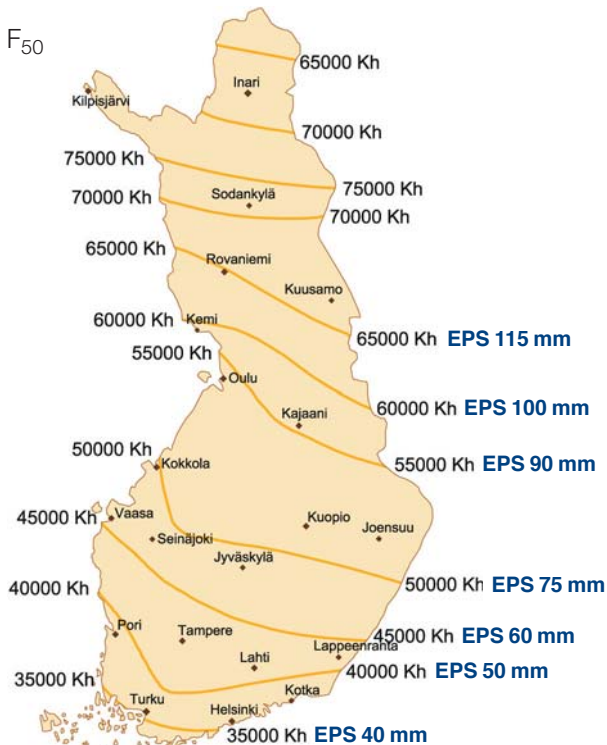 F50
65000 Kh
Inari
Kilpisjärvi
70000 Kh
75000 Kh
75000 Kh
70000 Kh
Sodankylä
70000 Kh
65000 Kh
Rovaniemi
Kuusamo
60000 Kh
Kemi
65000 Kh EPS 115 mm
55000 Kh
Oulu
60000 Kh EPS 100 mm
Kajaani
50000 Kh
Kokkola
55000 Kh EPS 90 mm
45000 Kh
Vaasa
Kuopio
Joensuu
Seinäjoki
Jyväskylä
40000 Kh
50000 Kh EPS 75 mm
Pori
Tampere
45000 Kh EPS 60 mm
Lappeenranta
Lahti
40000 Kh EPS 50 mm
35000 Kh
Turku
Kotka
Helsinki
35000 Kh EPS 40 mm